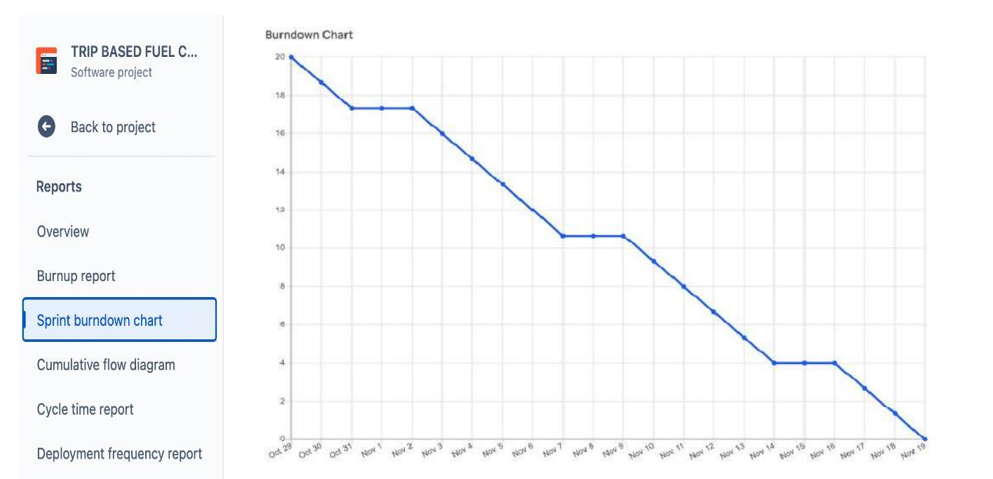 TRIP BASED FUEL C...
Software project
Back to project
Reports
Overview
Burnup report
Sprint burndown chart
Cumulative flow diagram
Cycle time report
Deployment frequency report
Burndown Chart
20
18
16
14
12
10
8
6
4
2
0
Oct 29 Oct 30 Oct 31 Nov 1 Nov 2 Nov 3 Nov 4 Nov 5 Nov 6 Nov 7 Nov 8 Nov 9 Nov 10 Nov 11 Nov 12 Nov 13 Nov 14 Nov 15 Nov 16 Nov 17 Nov 18 Nov 19